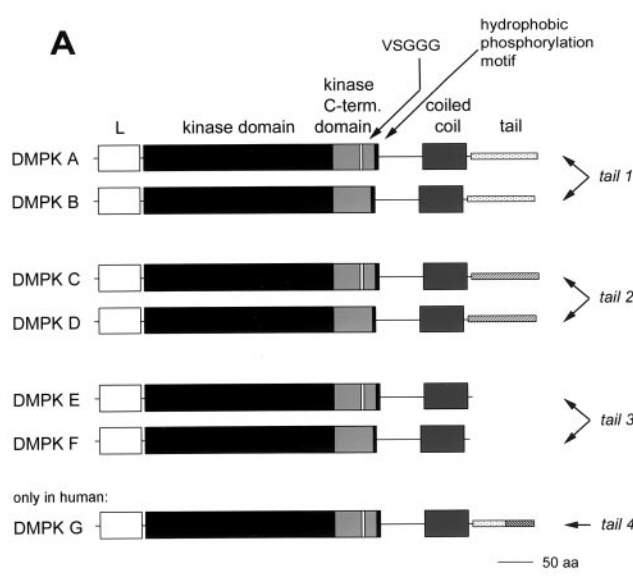 A
VSGGG
hydrophobic
phosphorylation
motif
kinase
C-term.
domain
L
kinase domain
coiled
coil
tail
DMPK A
DMPK B
tail 1
DMPK C
DMPK D
tail 2
DMPK E
DMPK F
tail 3
only in human:
DMPK G
tail 4
50 aa